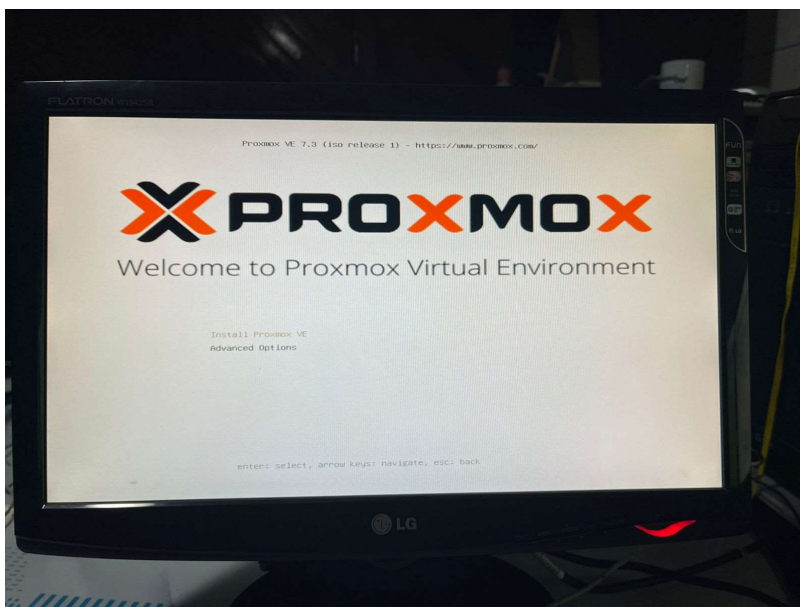 FLATRON
Proxmox VE 7.3 (iso release 1) - https://www.proxmox.com/
PROXMOX
Welcome to Proxmox Virtual Environment
Install Proxmox VE
Advanced Options
enter: select, arrow keys: navigate, esc: back
LG
FUN